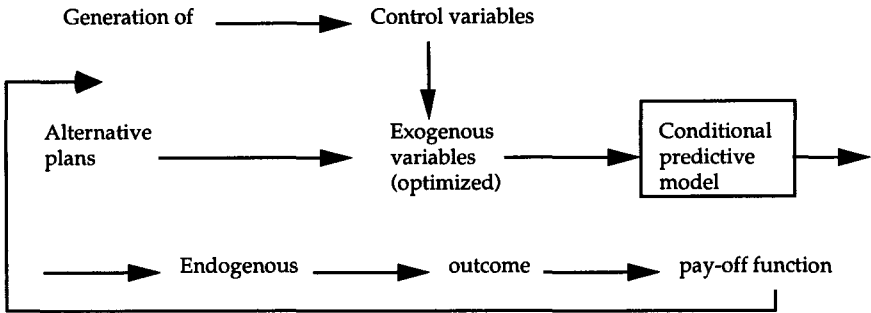 Generation of
Control variables
Alternative
plans
Exogenous
variables
(optimized)
Conditional
predictive
model
Endogenous
outcome
pay-off function